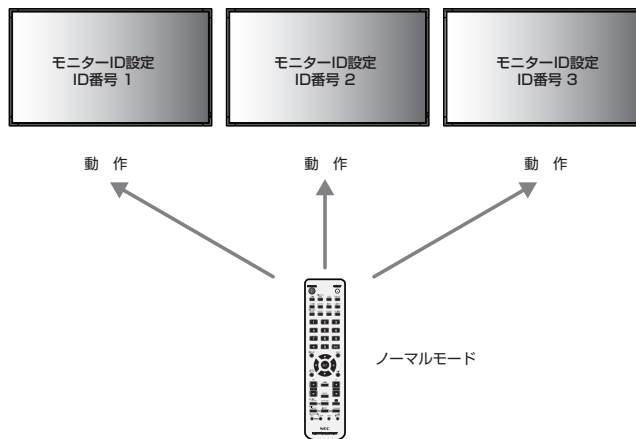 モニターID設定
ID番号 1
モニターID設定
ID番号 2
モニターID設定
ID番号 3
動 作
動 作
動 作
ノーマルモード
NEC